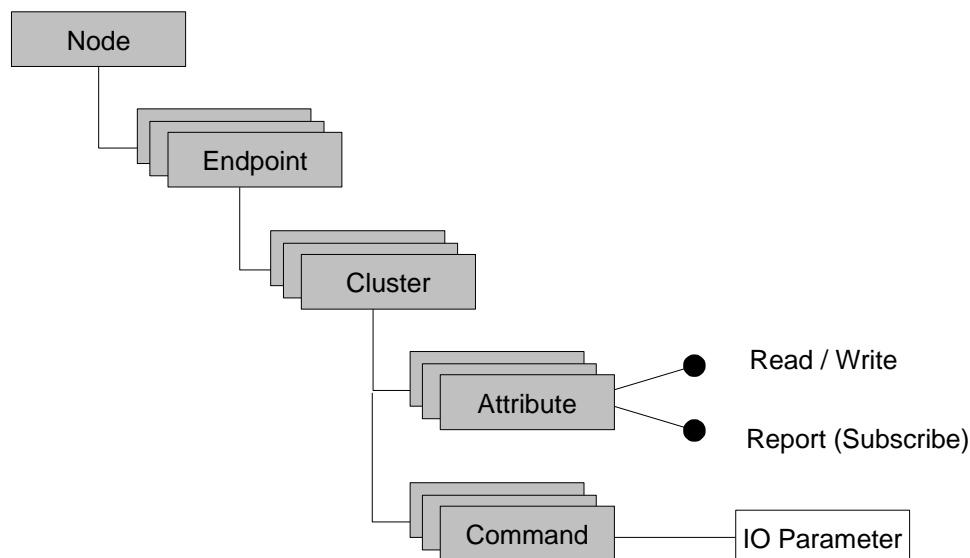 Node
Endpoint
Cluster
Read / Write
Attribute
Report (Subscribe)
Command
IO Parameter